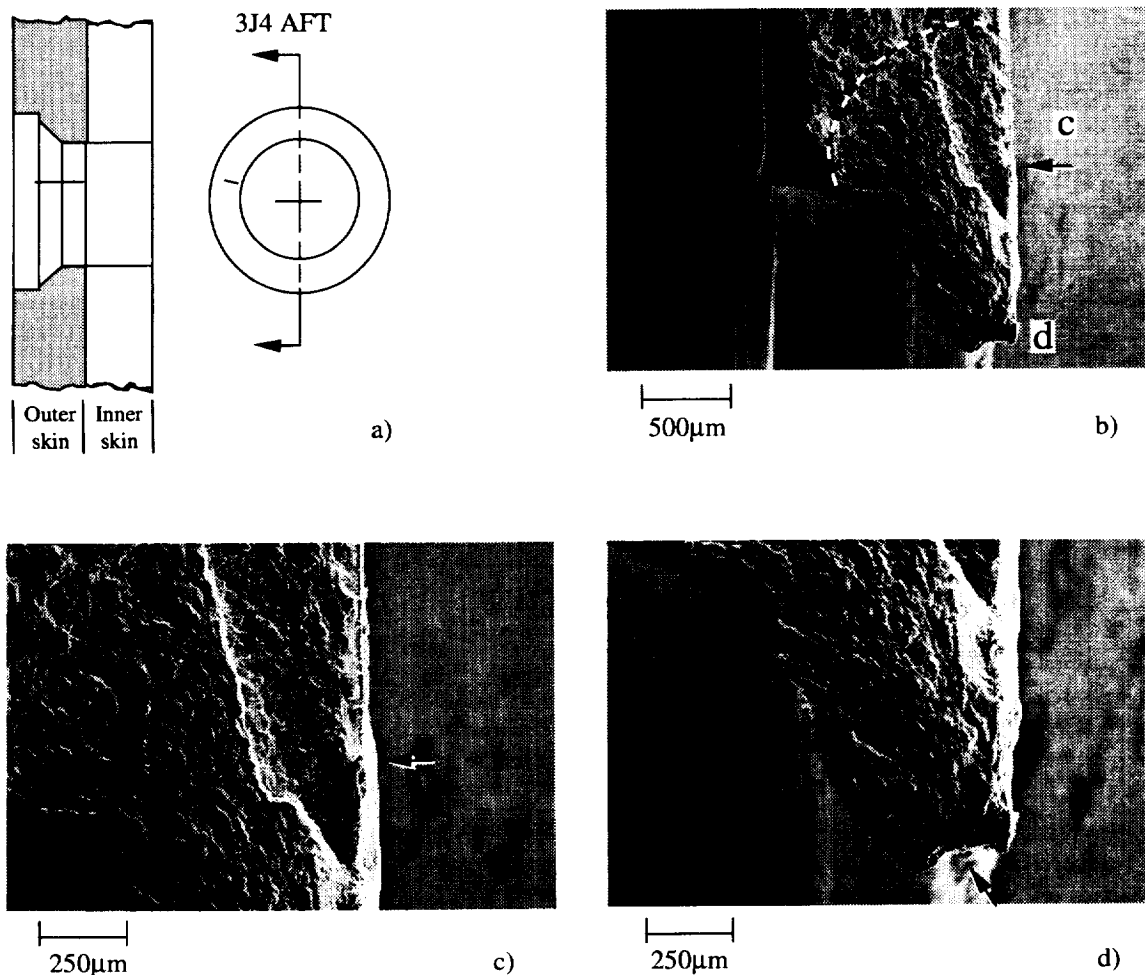 3J4 AFT
Outer skin
Inner skin
a)
c
d
500μm
b)
250μm
c)
250μm
d)